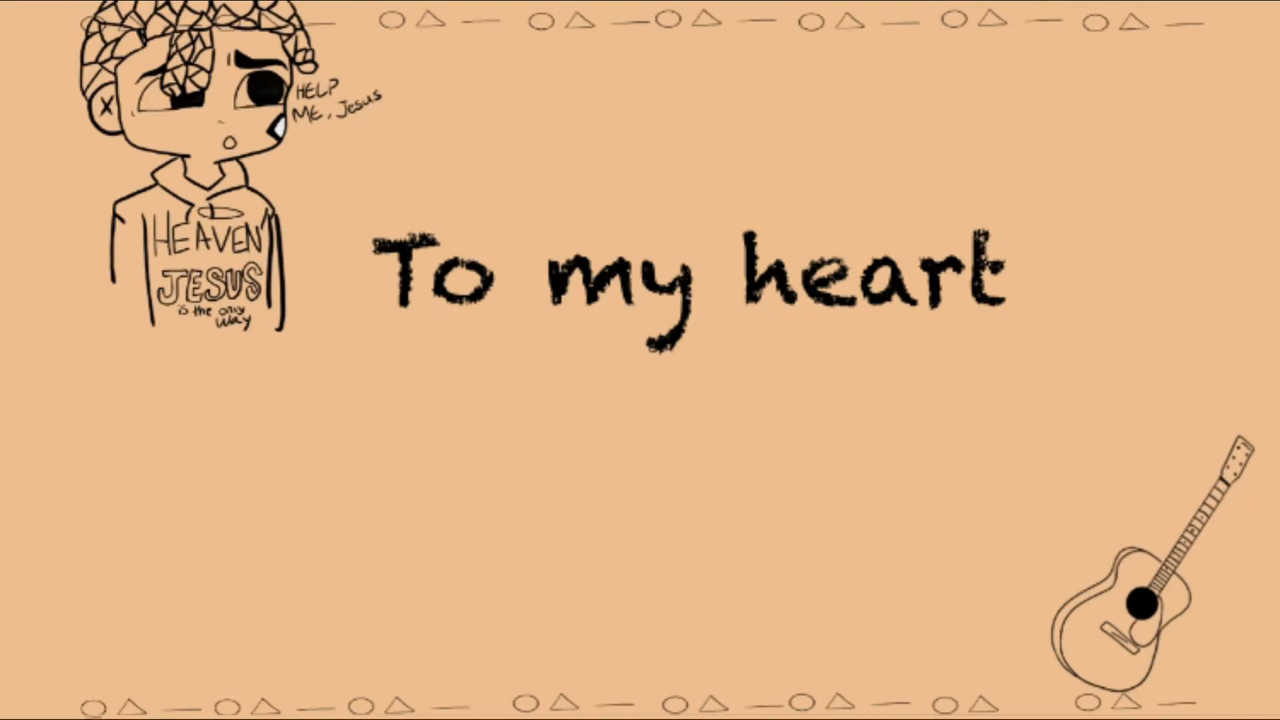 HELP
ME, Jesus
HEAVEN
JESUS
is the only
way
To my heart